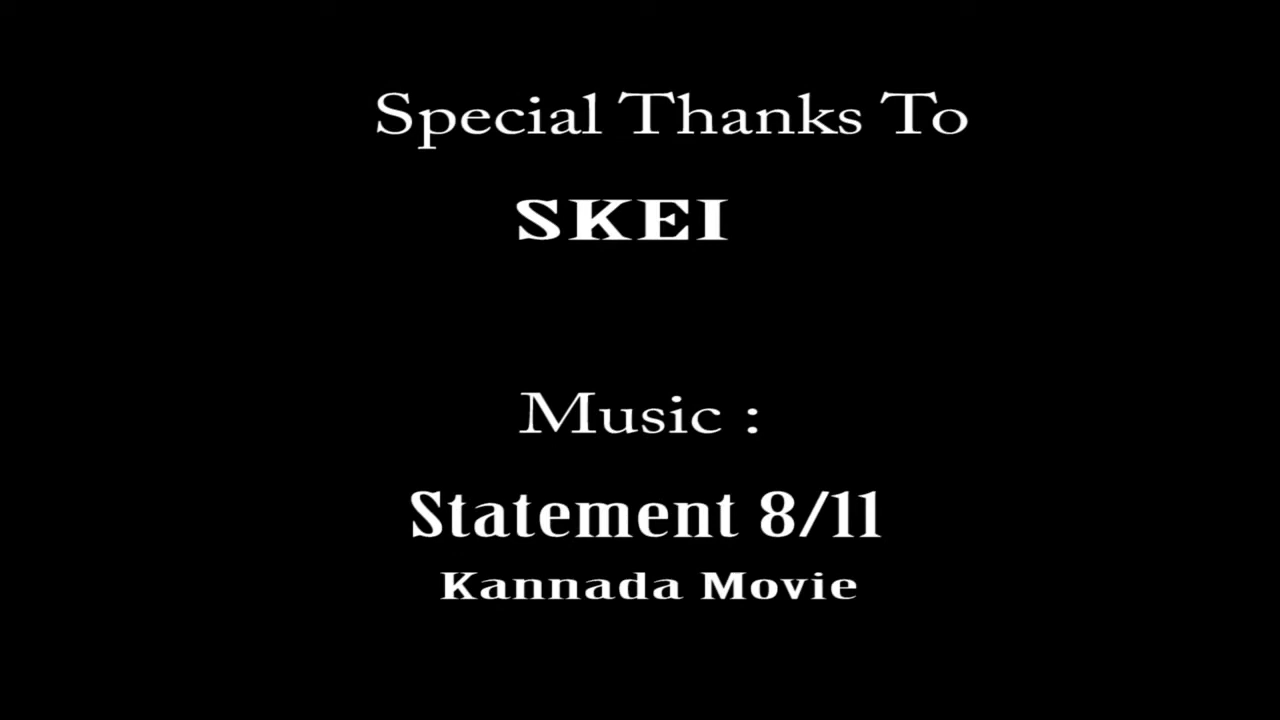 Special Thanks To
SKEI
Music :
Statement 8/11
Kannada Movie